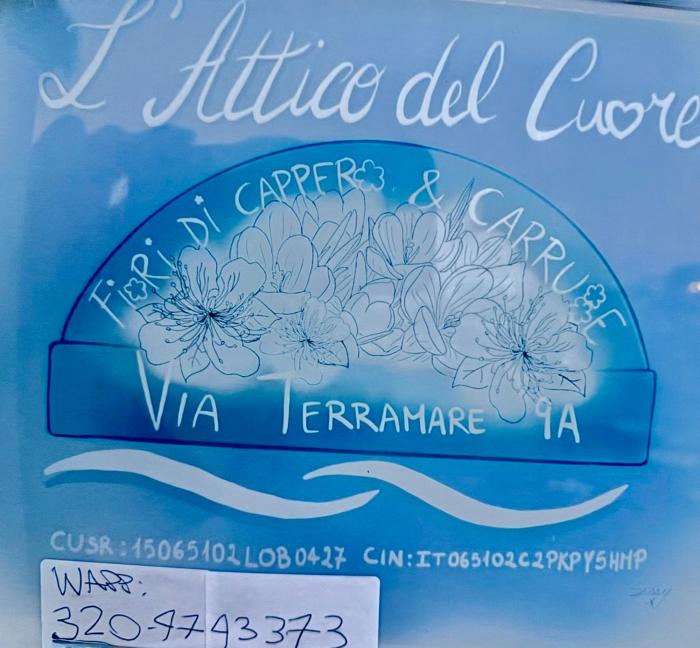 L'Attico del Cuore
FIORI DI CAPPERO & CARRUBE
VIA TERRAMARE 9A
CUSR:15065102LOB0427 CIN:IT065102C2PKPY5HMP
WAPP:
320-4743373